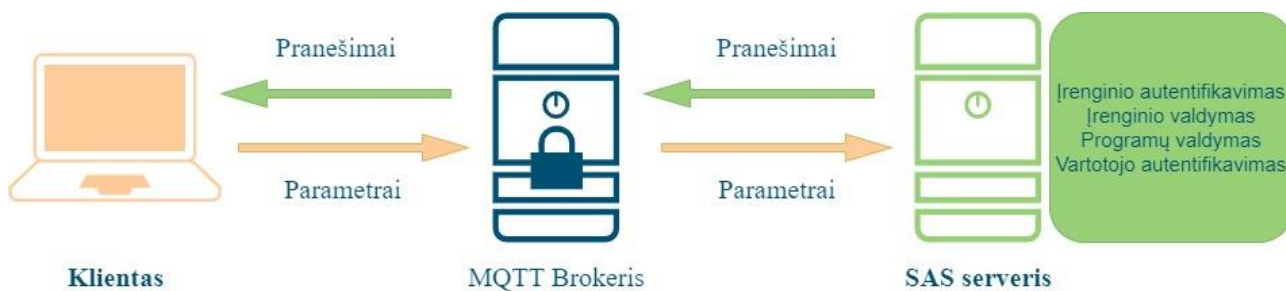 Pranešimai
Parametrai
Pranešimai
Parametrai
Įrenginio autentifikavimas
Įrenginio valdymas
Programų valdymas
Vartotojo autentifikavimas
Klientas
MQTT Brokeris
SAS serveris